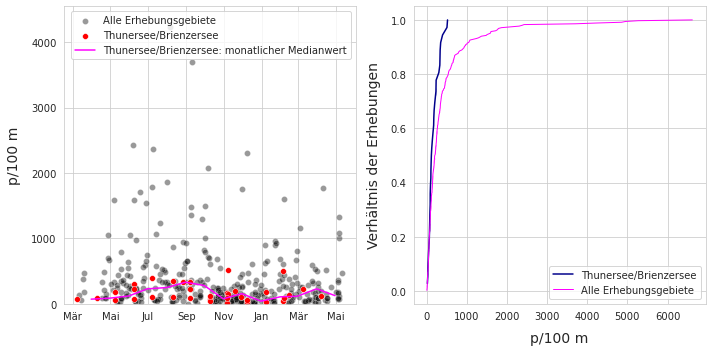 Alle Erhebungsgebiete
Thunersee/Brienzersee
Thunersee/Brienzersee: monatlicher Medianwert
p/100 m
4000
3000
2000
1000
0
Mär Mai Jul Sep Nov Jan Mär Mai
Verhältnis der Erhebungen
1.0
0.8
0.6
0.4
0.2
0.0
Thunersee/Brienzersee
Alle Erhebungsgebiete
0 1000 2000 3000 4000 5000 6000
p/100 m